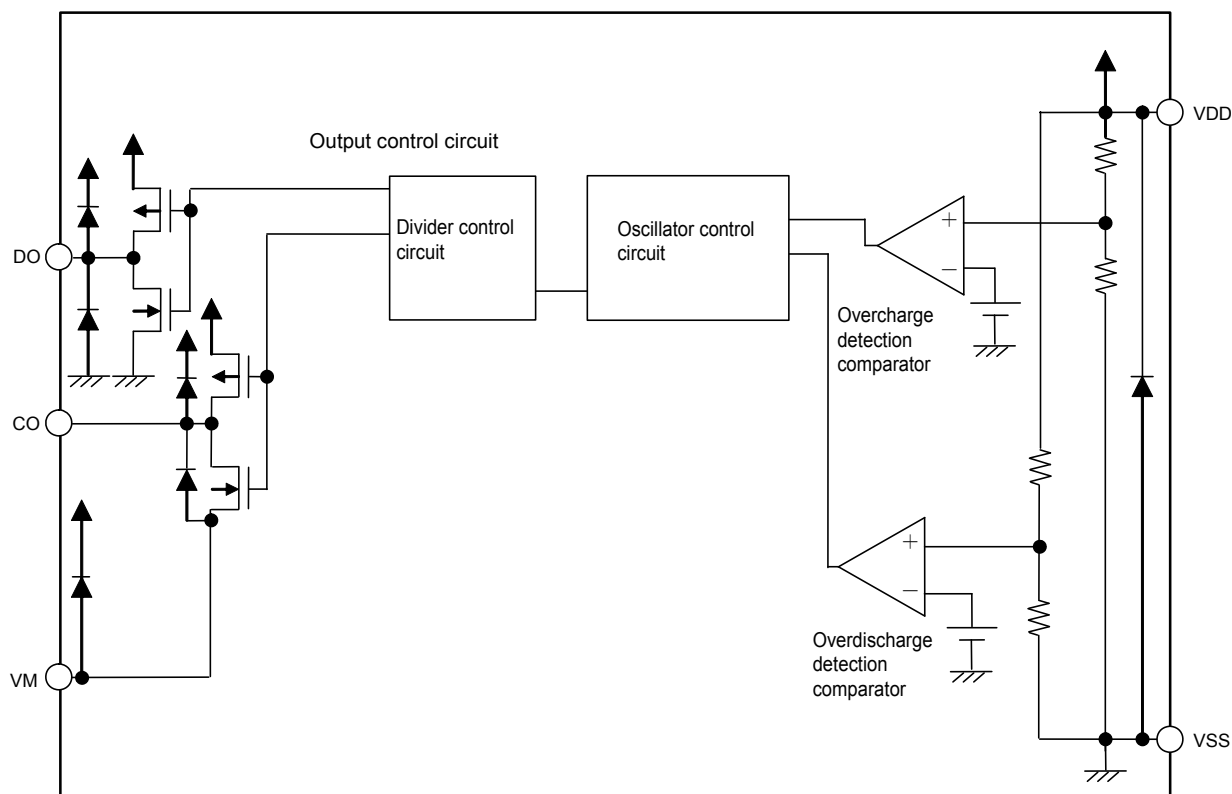 VDD
Output control circuit
Divider control
circuit
Oscillator control
circuit
+
−
DO
Overcharge
detection
comparator
CO
+
−
Overdischarge
detection
comparator
VM
VSS